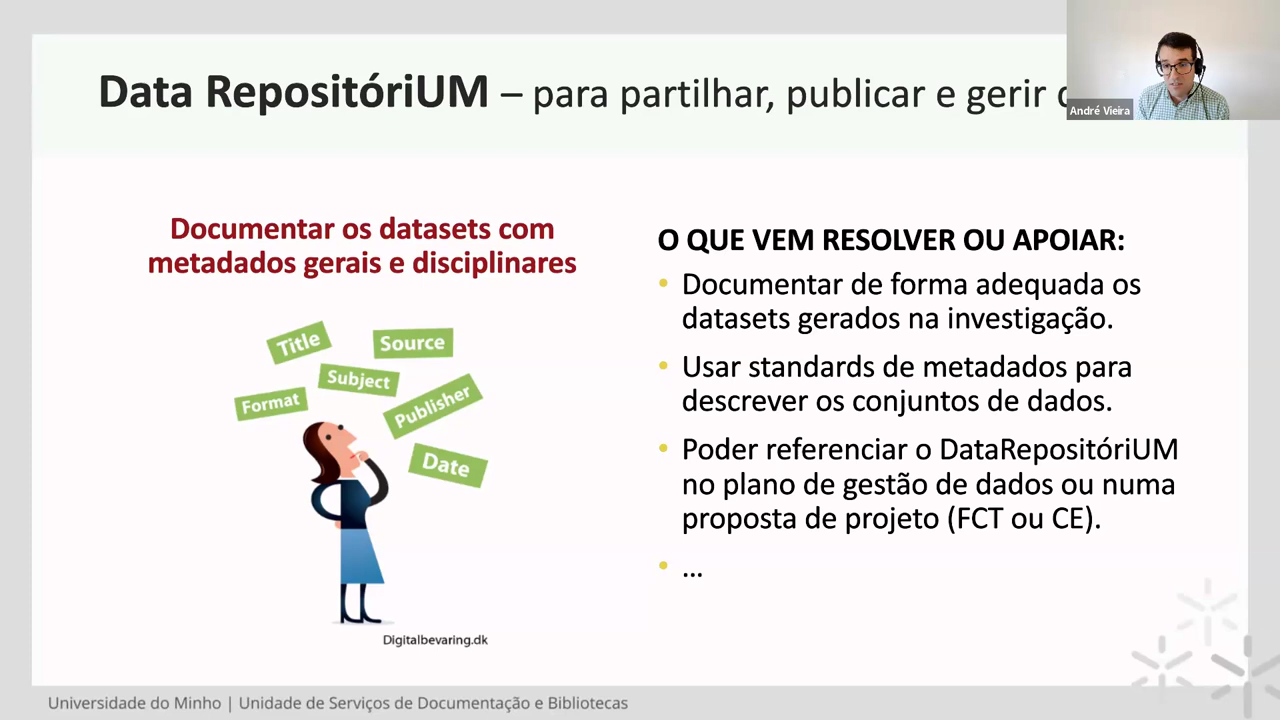 Data RepositóriUM – para partilhar, publicar e gerir
André Vieira
Documentar os datasets com
metadados gerais e disciplinares
Title
Source
Subject
Format
Publisher
Date
Digitalbevaring.dk
O QUE VEM RESOLVER OU APOIAR:
• Documentar de forma adequada os
datasets gerados na investigação.
• Usar standards de metadados para
descrever os conjuntos de dados.
• Poder referenciar o DataRepositóriUM
no plano de gestão de dados ou numa
proposta de projeto (FCT ou CE).
• ...
Universidade do Minho | Unidade de Serviços de Documentação e Bibliotecas